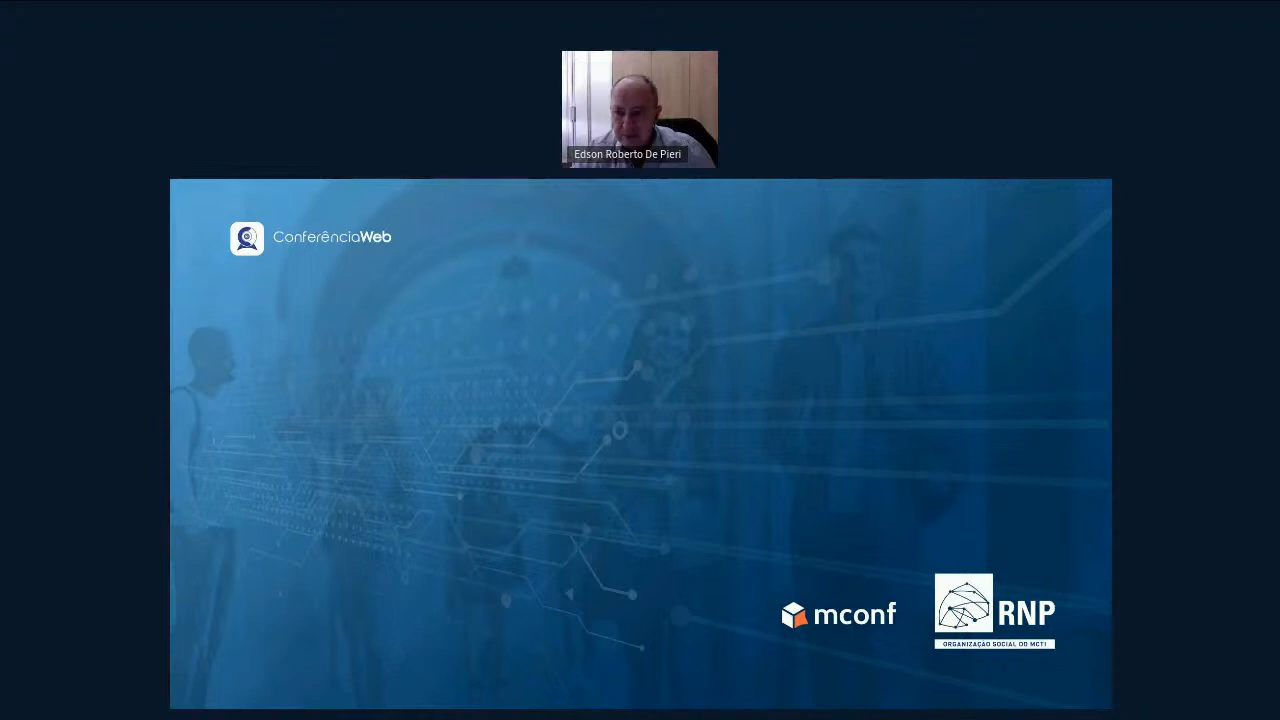 Edson Roberto De Pieri
ConferênciaWeb
mconf
RNP
ORGANIZAÇÃO SOCIAL DO MCTI